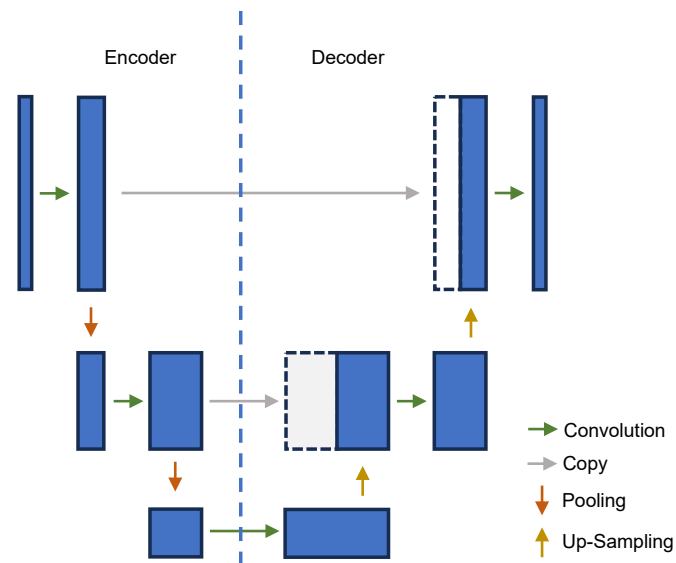 Encoder
Decoder
Convolution
Copy
Pooling
Up-Sampling